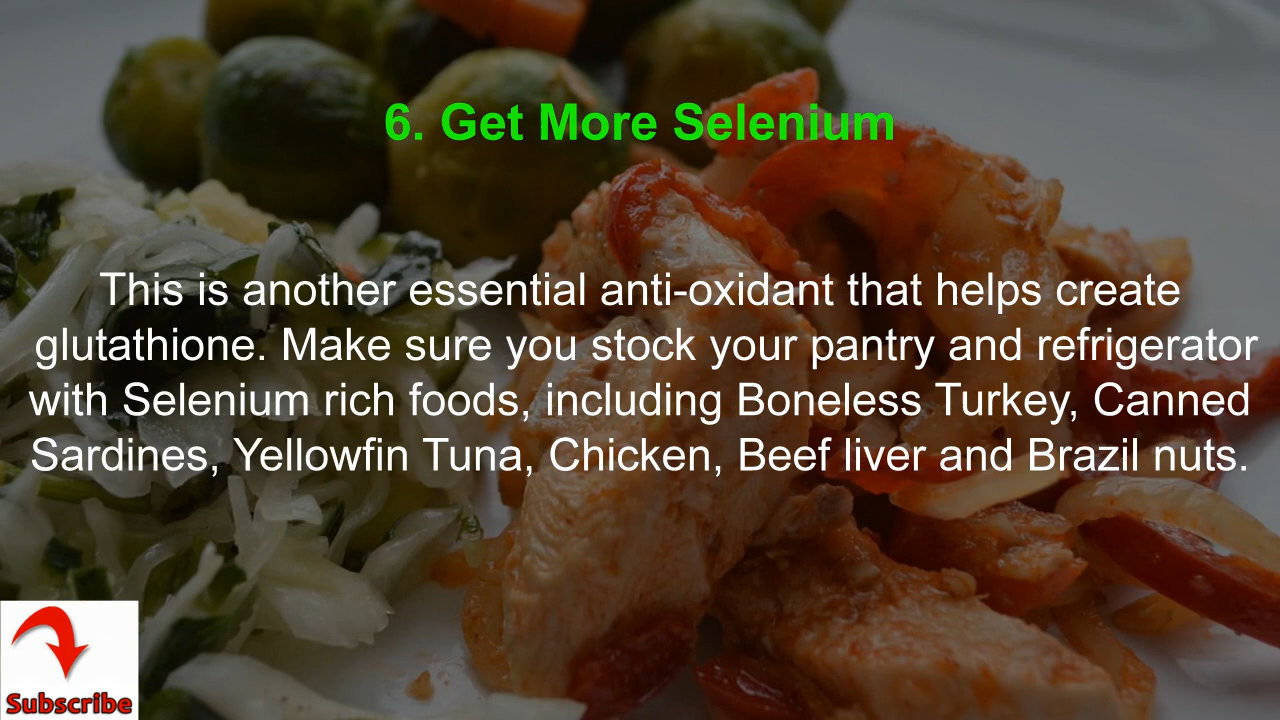 6. Get More Selenium
This is another essential anti-oxidant that helps create
glutathione. Make sure you stock your pantry and refrigerator
with Selenium rich foods, including Boneless Turkey, Canned
Sardines, Yellowfin Tuna, Chicken, Beef liver and Brazil nuts.
Subscribe